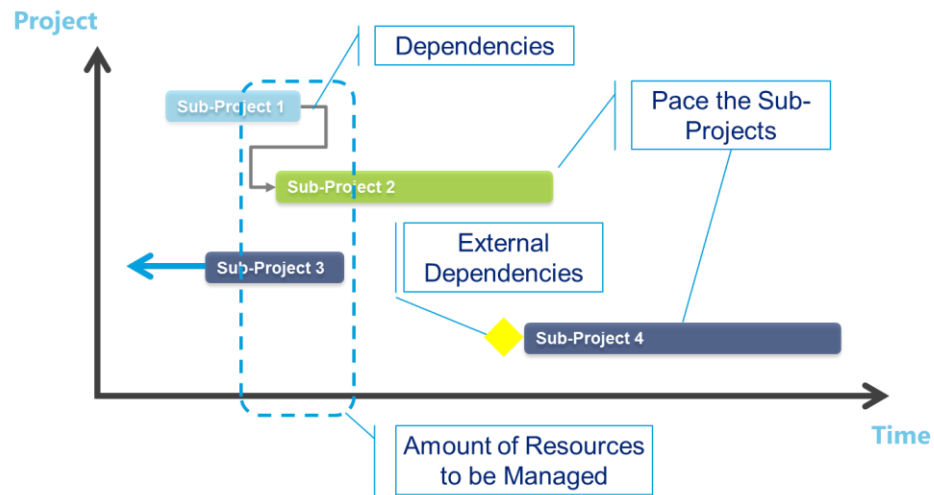 Project
Dependencies
Sub-Project 1
Pace the Sub-
Projects
Sub-Project 2
External
Dependencies
Sub-Project 3
Sub-Project 4
Time
Amount of Resources
to be Managed